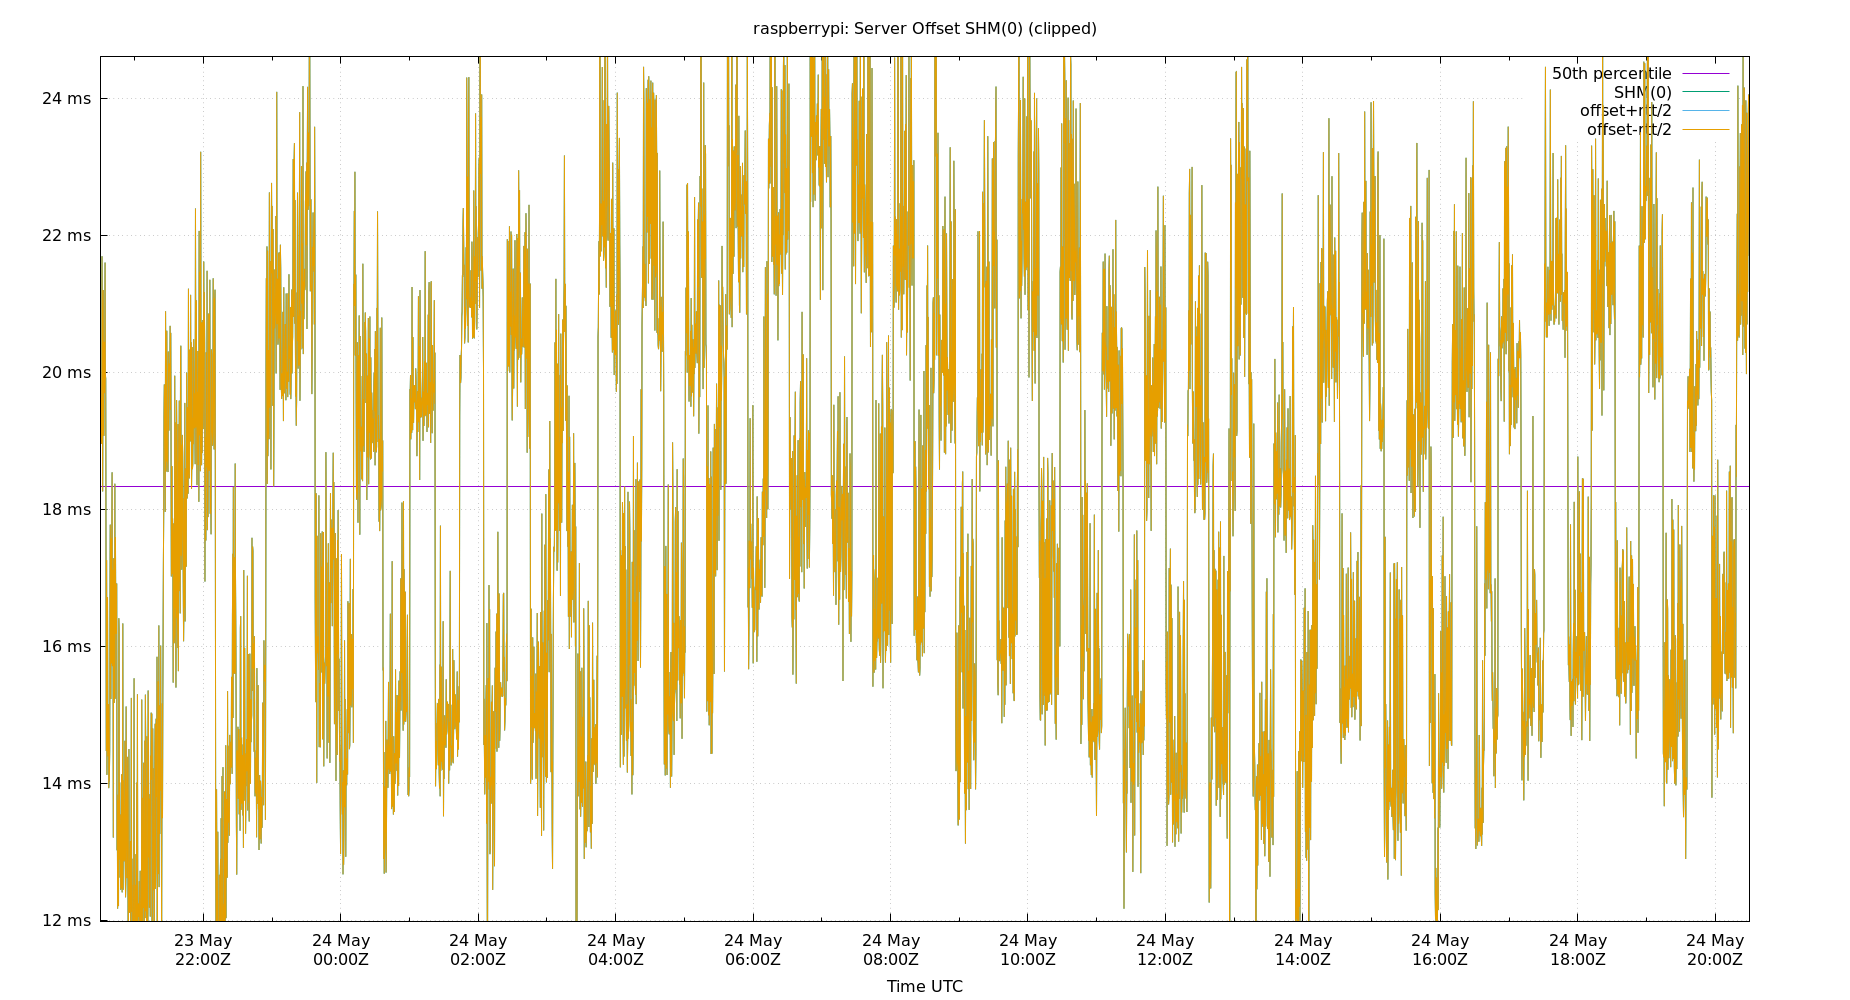 raspberrypi: Server Offset SHM(0) (clipped)
24 ms
22 ms
20 ms
18 ms
16 ms
14 ms
12 ms
50th percentile
SHM(0)
offset+rtt/2
offset-rtt/2
23 May 24 May 24 May 24 May 24 May 24 May 24 May 24 May 24 May 24 May 24 May 24 May
22:00Z 00:00Z 02:00Z 04:00Z 06:00Z 08:00Z 10:00Z 12:00Z 14:00Z 16:00Z 18:00Z 20:00Z
Time UTC